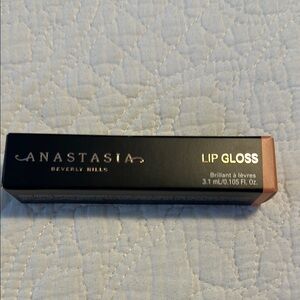 ANASTASIA
BEVERLY HILLS
LIP GLOSS
Brillant à lèvres
3.1 mL/0.105 Fl. Oz.